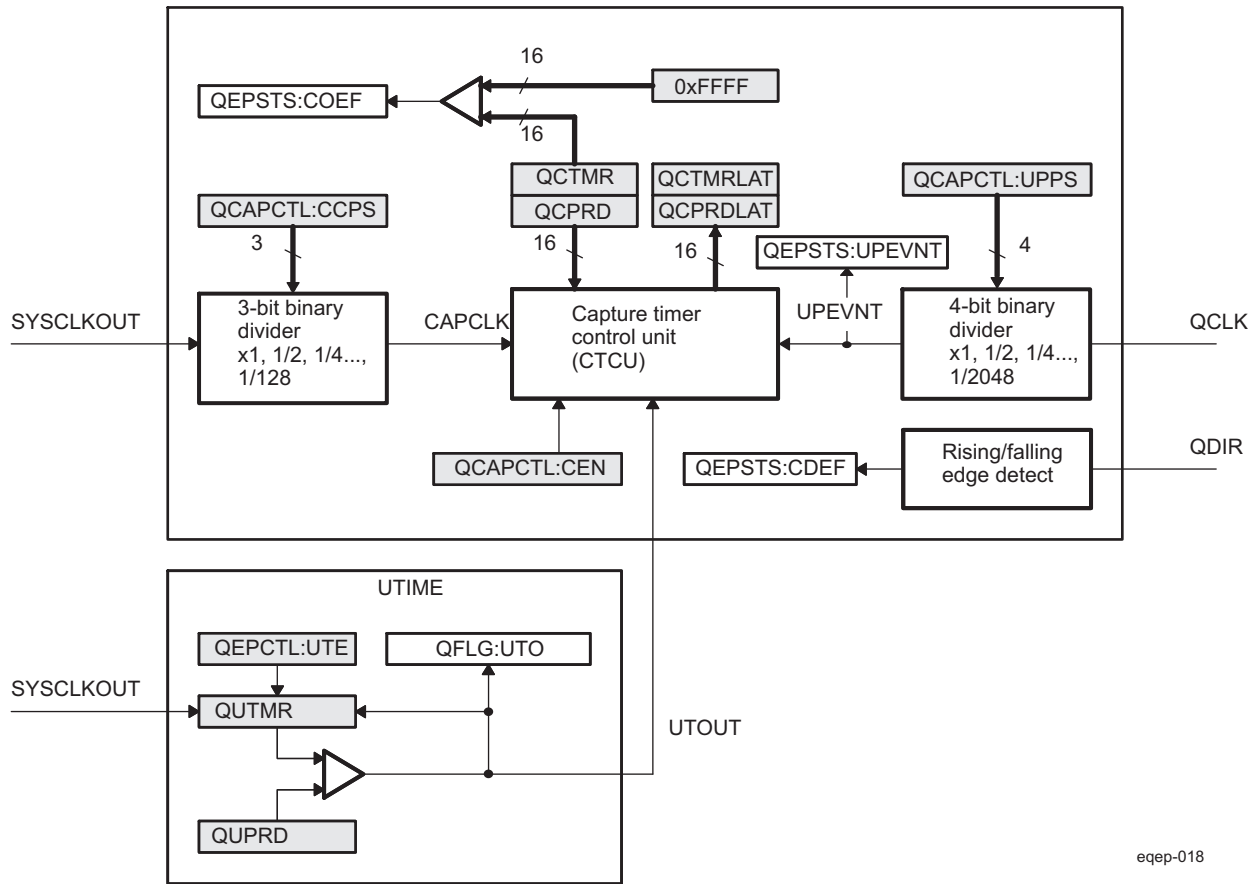 16
0xFFFF
QEPSTS:COEF
16
QCTMR
QCTMRLAT
QCAPCTL:UPPS
QCAPCTL:CCPS
QCPRD
QCPRDLAT
3
16
16
QEPSTS:UPEVNT
4
SYSCLKOUT
3-bit binary
divider
x1, 1/2, 1/4...,
1/128
CAPCLK
Capture timer
control unit
(CTCU)
UPEVNT
4-bit binary
divider
x1, 1/2, 1/4...,
1/2048
QCLK
QCAPCTL:CEN
QEPSTS:CDEF
Rising/falling
edge detect
QDIR
UTIME
QEPCTL:UTE
QFLG:UTO
SYSCLKOUT
QUTMR
UTOUT
QUPRD
eqep-018